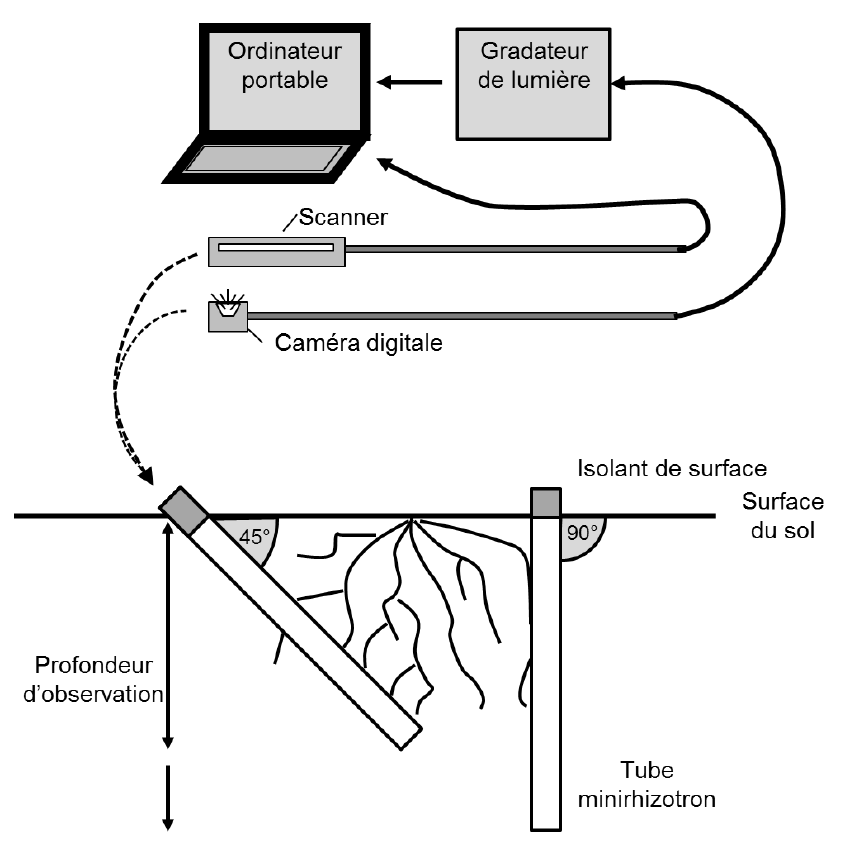 Ordinateur
portable
Gradateur
de lumière
Scanner
Caméra digitale
Isolant de surface
Surface
du sol
45°
90°
Profondeur
d'observation
Tube
minirhizotron